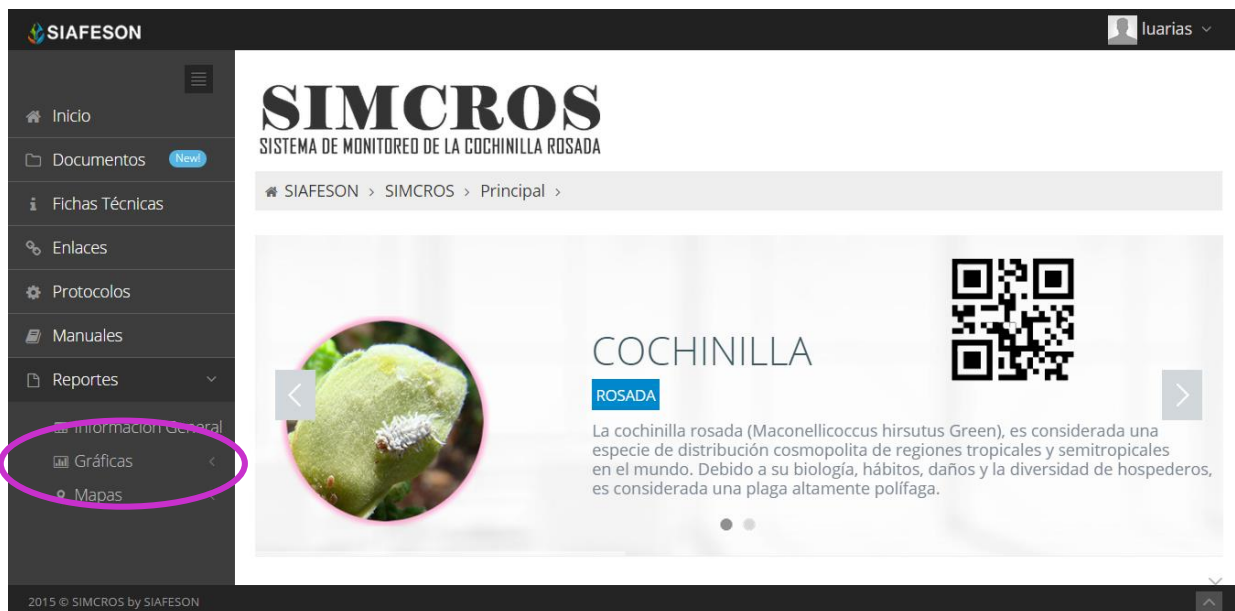 SIAFESON
luarias
Inicio
Documentos New!
Fichas Técnicas
Enlaces
Protocolos
Manuales
Reportes
Información General
Gráficas
Mapas
SIMCROS
SISTEMA DE MONITOREO DE LA COCHINILLA ROSADA
SIAFESON > SIMCROS > Principal >
COCHINILLA
ROSADA
La cochinilla rosada (Maconellicoccus hirsutus Green), es considerada una
especie de distribución cosmopolita de regiones tropicales y semitropicales
en el mundo. Debido a su biología, hábitos, daños y la diversidad de hospederos,
es considerada una plaga altamente polífaga.
2015 © SIMCROS by SIAFESON